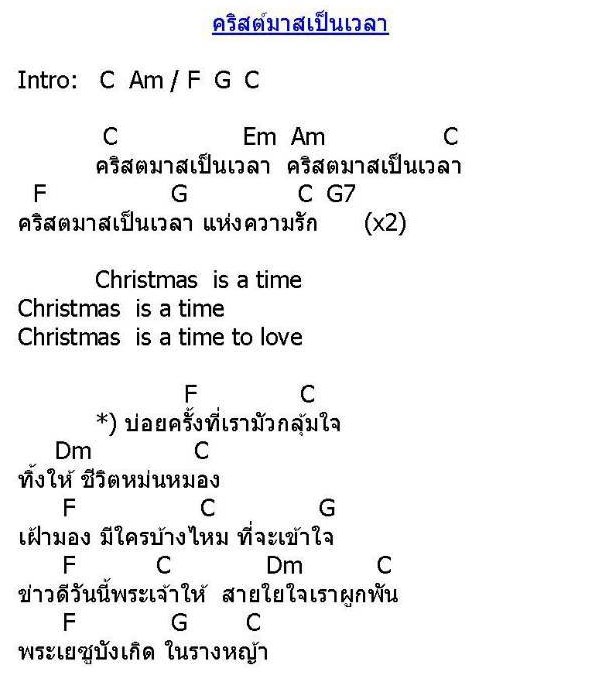 คริสต์มาสเป็นเวลา
Intro: C Am / F G C
C Em Am C
คริสตมาสเป็นเวลา คริสตมาสเป็นเวลา
F G C G7
คริสตมาสเป็นเวลา แห่งความรัก (x2)
Christmas is a time
Christmas is a time
Christmas is a time to love
F C
*) บ่อยครั้งที่เรามัวกลุ้มใจ
Dm C
ทิ้งให้ ชีวิตหม่นหมอง
F C G
เฝ้ามอง มีใครบ้างไหม ที่จะเข้าใจ
F C Dm C
ข่าวดีวันนี้พระเจ้าให้ สายใยใจเราผูกพัน
F G C
พระเยซูบังเกิด ในรางหญ้า